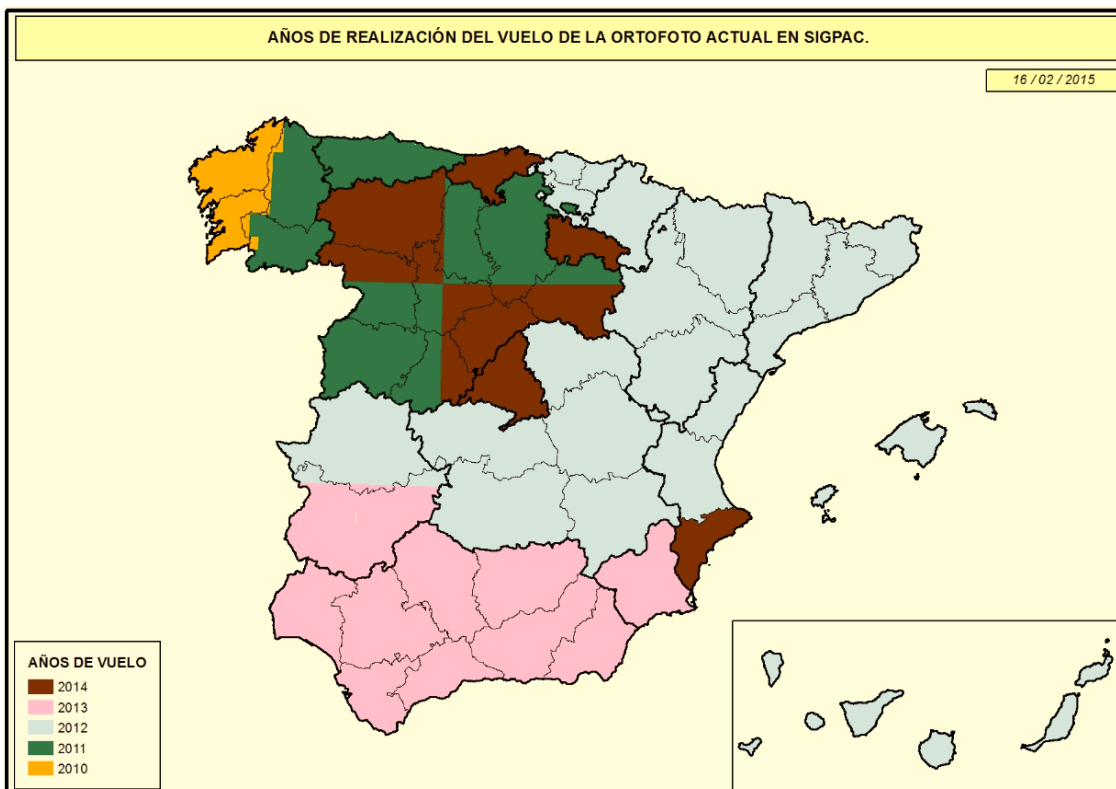 AÑOS DE REALIZACIÓN DEL VUELO DE LA ORTOFOTO ACTUAL EN SIGPAC.
16 / 02 / 2015
AÑOS DE VUELO
2014
2013
2012
2011
2010